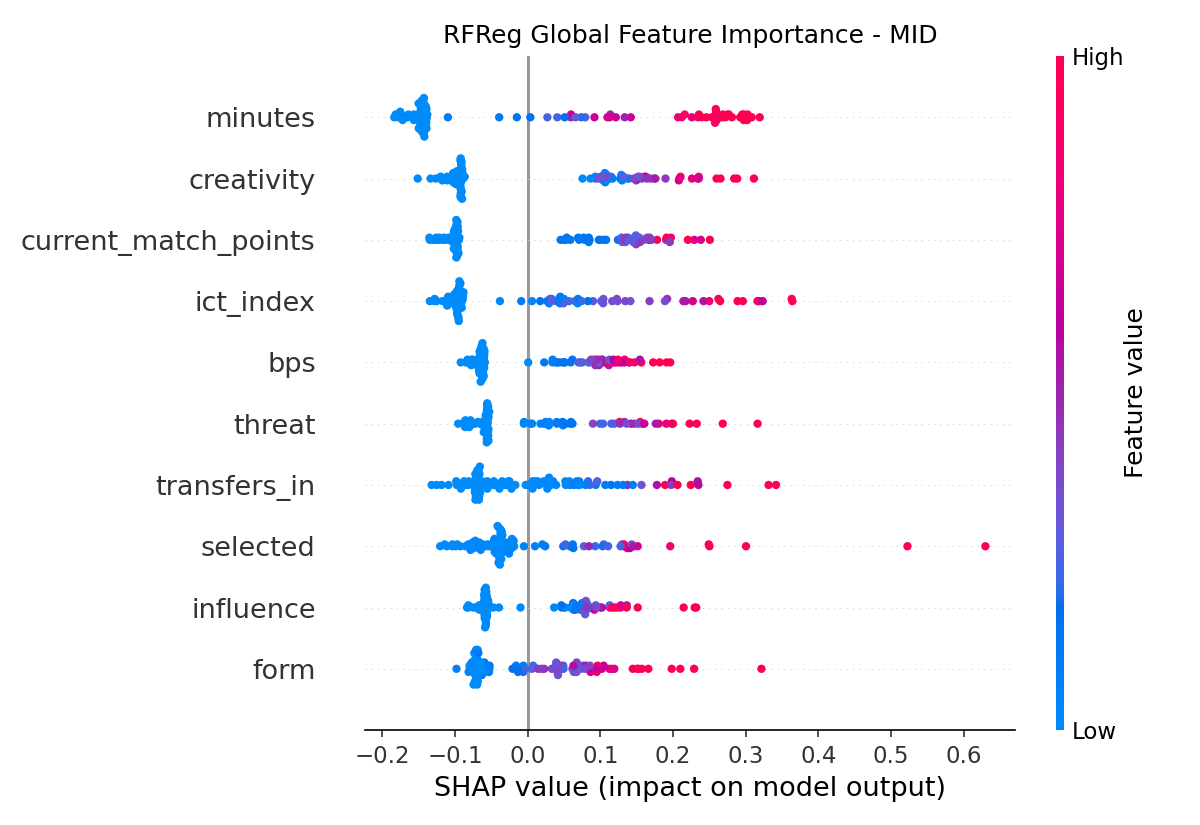 RFReg Global Feature Importance - MID
High
minutes
creativity
current_match_points
ict_index
bps
threat
transfers_in
selected
influence
form
Feature value
Low
−0.2 −0.1 0.0 0.1 0.2 0.3 0.4 0.5 0.6
SHAP value (impact on model output)